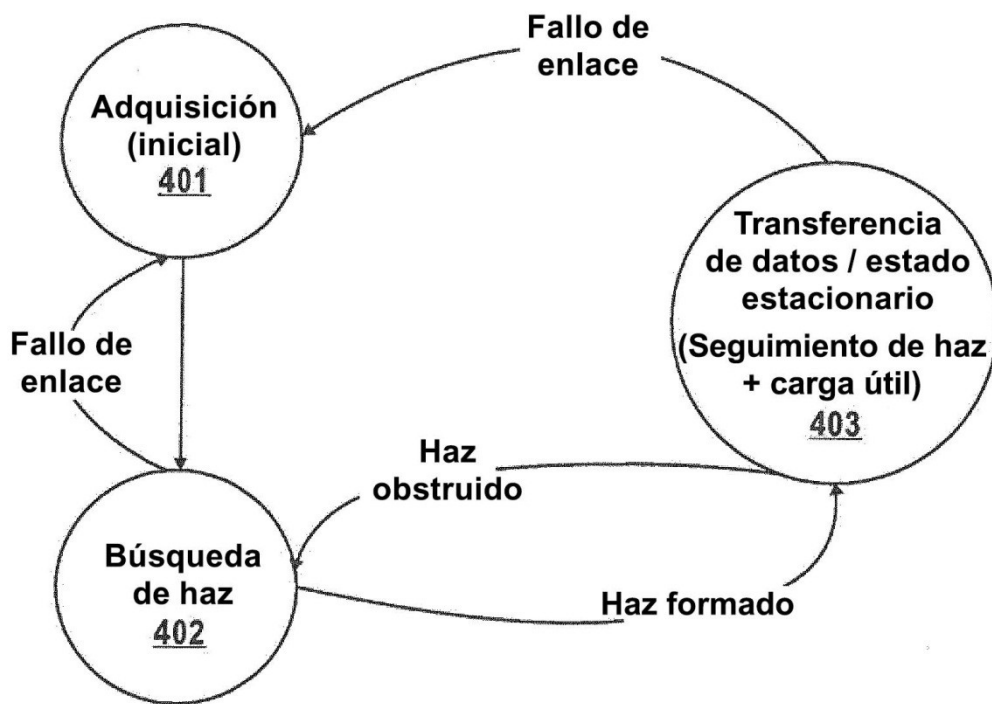 Fallo de
enlace
Adquisición
(inicial)
401
Transferencia
de datos / estado
estacionario
(Seguimiento de haz
+ carga útil)
403
Fallo de
enlace
Haz
obstruido
Búsqueda
de haz
402
Haz formado